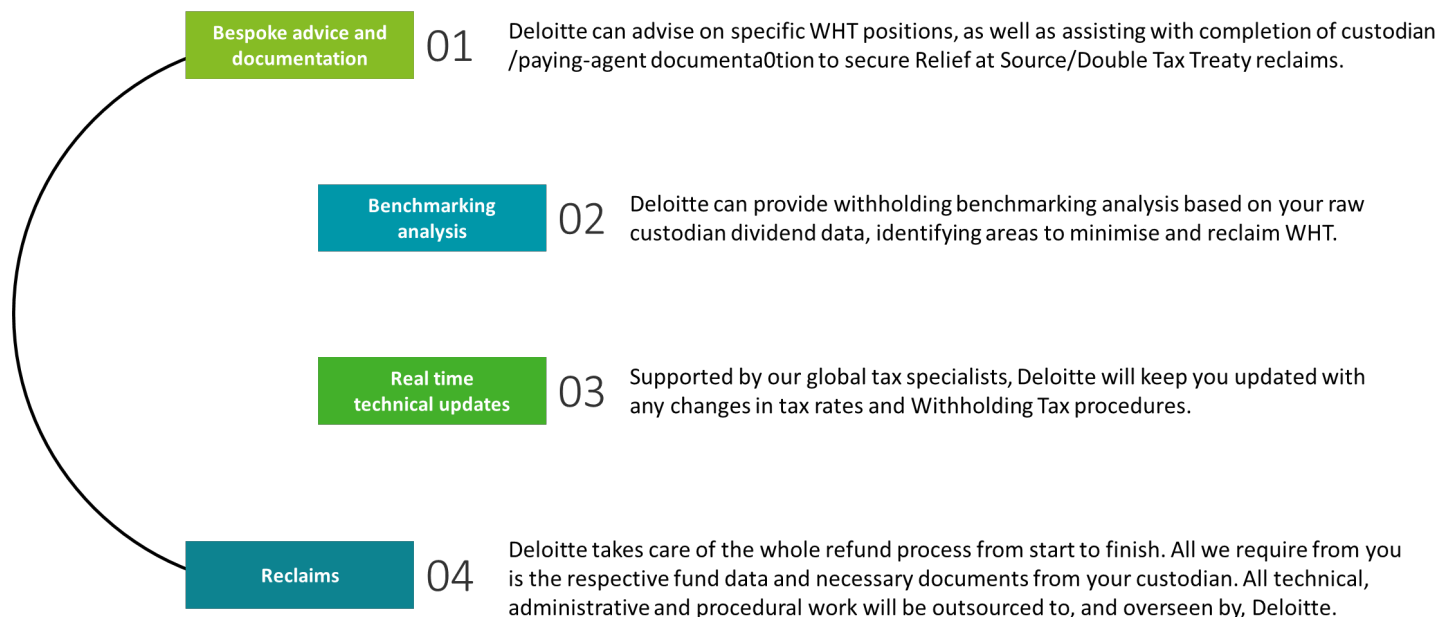 Bespoke advice and
documentation
01
Deloitte can advise on specific WHT positions, as well as assisting with completion of custodian
/paying-agent documenta0tion to secure Relief at Source/Double Tax Treaty reclaims.
Benchmarking
analysis
02
Deloitte can provide withholding benchmarking analysis based on your raw
custodian dividend data, identifying areas to minimise and reclaim WHT.
Real time
technical updates
03
Supported by our global tax specialists, Deloitte will keep you updated with
any changes in tax rates and Withholding Tax procedures.
Reclaims
04
Deloitte takes care of the whole refund process from start to finish. All we require from you
is the respective fund data and necessary documents from your custodian. All technical,
administrative and procedural work will be outsourced to, and overseen by, Deloitte.